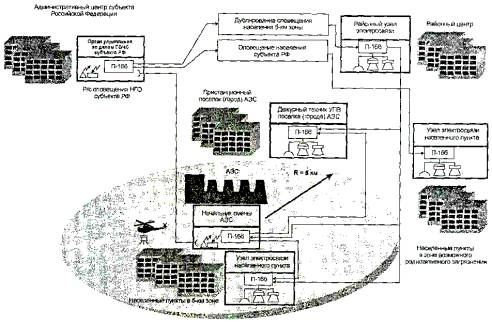 Административный центр субъекта
Российской Федерации
Орган управления
по делам ГОЧС
субъекта РФ
П-166
Р/с оповещения НГО
субъекта РФ
Дублирование оповещения
населения 5-км зоны
Оповещение населения
субъекта РФ
Районный узел
электросвязи
П-166
Районный центр
Пристанционный
поселок (город) АЭС
Дежурный техник УПВ
поселка (города) АЭС
П-166
Узел электросвязи
населенного пункта
П-166
АЭС
R = 5 км
Начальник смены
АЭС
П-166
Узел электросвязи
населенного пункта
П-166
Населенные пункты в 5-км зоне
Населенные пункты
в зоне возможного
загрязнения